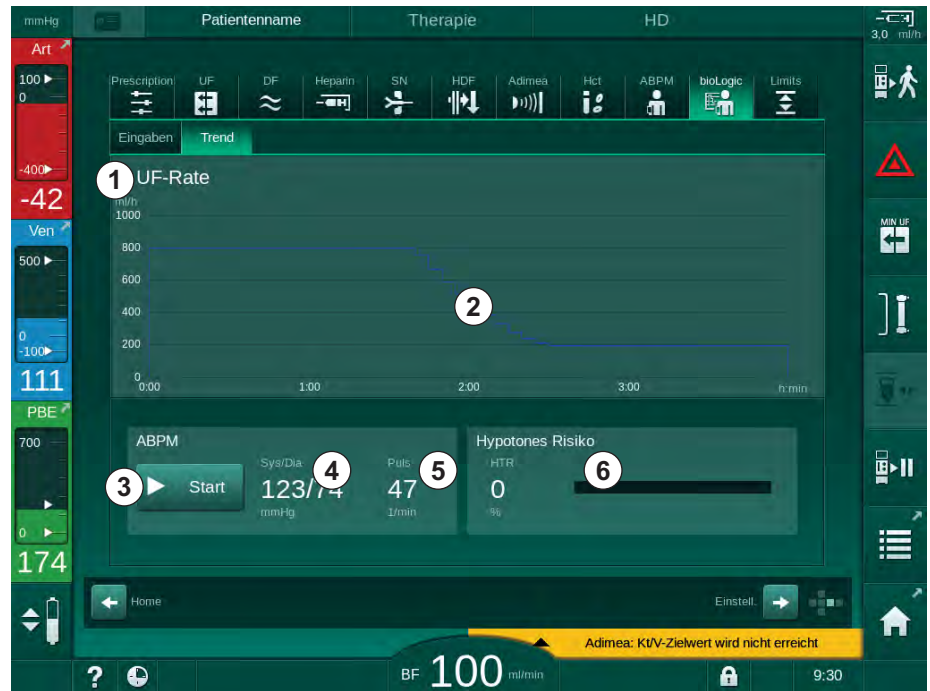 mmHg Patientenname Therapie HD 3,0 ml/h
Art
100
0
-400
-42
Ven
500
0
-100
111
PBE
700
0
174
Prescription UF DF Heparin SN HDF Adimea Hct ABPM bioLogic Limits
Eingaben Trend
1 UF-Rate
ml/h
1000
800
600
400
200
0
2
0:00 1:00 2:00 3:00 h:min
ABPM
3 Start
Sys/Dia 4
123/74
mmHg
Puls 5
47
1/min
Hypotones Risiko
HTR 6
0
%
MIN UF
Home Einstell.
Adimea: Kt/V-Zielwert wird nicht erreicht
? BF 100 ml/min 9:30